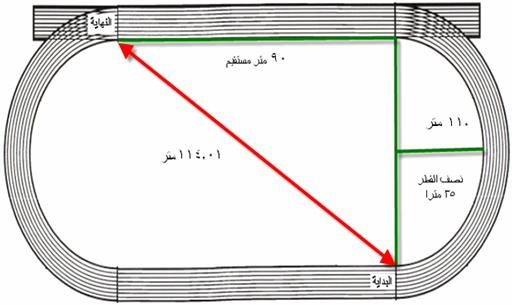 النهاية
٩٠ متر مستقيم
١١٠ متر
١١٤.٠١ متر
نصف القطر
٣٥ مترا
البداية